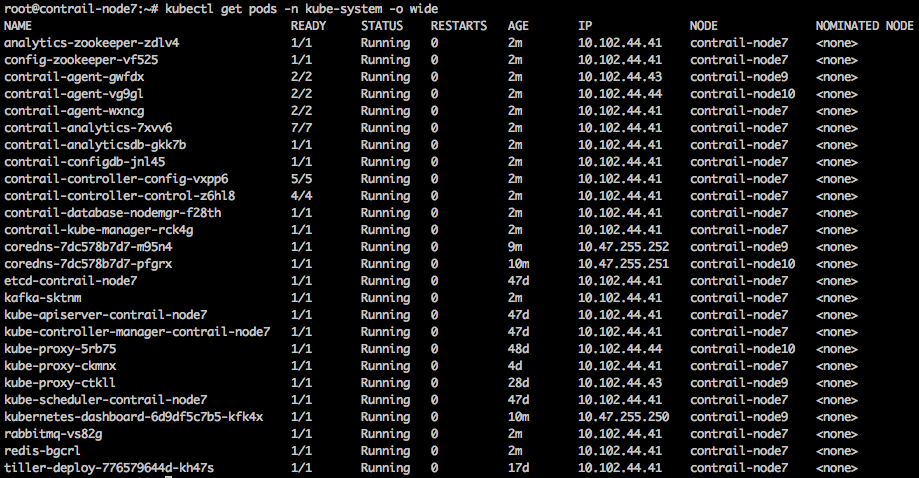 root@contrail-node7:~# kubectl get pods -n kube-system -o wide
NAME READY STATUS RESTARTS AGE IP NODE NOMINATED NODE
analytics-zookeeper-zdlv4 1/1 Running 0 2m 10.102.44.41 contrail-node7 <none>
config-zookeeper-vf525 1/1 Running 0 2m 10.102.44.41 contrail-node7 <none>
contrail-agent-gwfdx 2/2 Running 0 2m 10.102.44.43 contrail-node9 <none>
contrail-agent-vg9gl 2/2 Running 0 2m 10.102.44.44 contrail-node10 <none>
contrail-agent-wxncg 2/2 Running 0 2m 10.102.44.41 contrail-node7 <none>
contrail-analytics-7xvv6 7/7 Running 0 2m 10.102.44.41 contrail-node7 <none>
contrail-analyticsdb-gkk7b 1/1 Running 0 2m 10.102.44.41 contrail-node7 <none>
contrail-configdb-jnl45 1/1 Running 0 2m 10.102.44.41 contrail-node7 <none>
contrail-controller-config-vxpp6 5/5 Running 0 2m 10.102.44.41 contrail-node7 <none>
contrail-controller-control-z6hl8 4/4 Running 0 2m 10.102.44.41 contrail-node7 <none>
contrail-database-nodemgr-f28th 1/1 Running 0 2m 10.102.44.41 contrail-node7 <none>
contrail-kube-manager-rck4g 1/1 Running 0 2m 10.102.44.41 contrail-node7 <none>
coredns-7dc578b7d7-m95n4 1/1 Running 0 9m 10.47.255.252 contrail-node9 <none>
coredns-7dc578b7d7-pfgrx 1/1 Running 0 10m 10.47.255.251 contrail-node10 <none>
etcd-contrail-node7 1/1 Running 0 47d 10.102.44.41 contrail-node7 <none>
kafka-sktnm 1/1 Running 0 2m 10.102.44.41 contrail-node7 <none>
kube-apiserver-contrail-node7 1/1 Running 0 47d 10.102.44.41 contrail-node7 <none>
kube-controller-manager-contrail-node7 1/1 Running 0 47d 10.102.44.41 contrail-node7 <none>
kube-proxy-5rb75 1/1 Running 0 48d 10.102.44.44 contrail-node10 <none>
kube-proxy-ckmnx 1/1 Running 0 4d 10.102.44.41 contrail-node7 <none>
kube-proxy-ctkll 1/1 Running 0 28d 10.102.44.43 contrail-node9 <none>
kube-scheduler-contrail-node7 1/1 Running 0 47d 10.102.44.41 contrail-node7 <none>
kubernetes-dashboard-6d9df5c7b5-kfk4x 1/1 Running 0 10m 10.47.255.250 contrail-node9 <none>
rabbitmq-vs82g 1/1 Running 0 2m 10.102.44.41 contrail-node7 <none>
redis-bgcrl 1/1 Running 0 2m 10.102.44.41 contrail-node7 <none>
tiller-deploy-776579644d-kh47s 1/1 Running 0 17d 10.102.44.41 contrail-node7 <none>